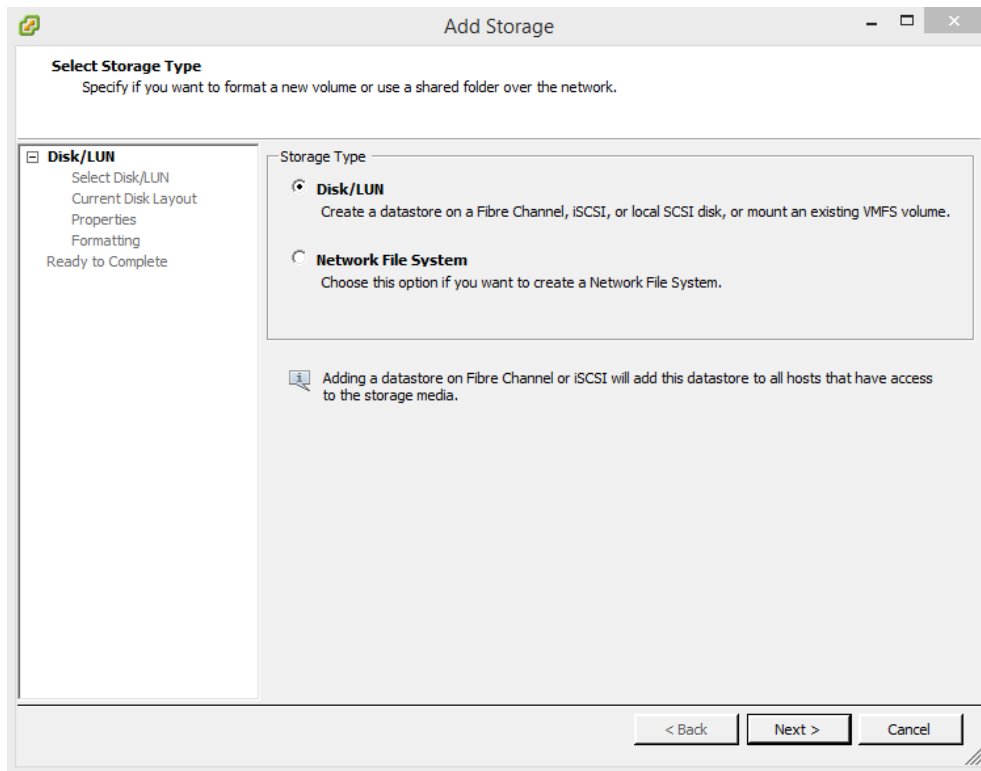 Add Storage
Select Storage Type
Specify if you want to format a new volume or use a shared folder over the network.
Disk/LUN
Select Disk/LUN
Current Disk Layout
Properties
Formatting
Ready to Complete
Storage Type
Disk/LUN
Create a datastore on a Fibre Channel, iSCSI, or local SCSI disk, or mount an existing VMFS volume.
Network File System
Choose this option if you want to create a Network File System.
Adding a datastore on Fibre Channel or iSCSI will add this datastore to all hosts that have access
to the storage media.
< Back
Next >
Cancel